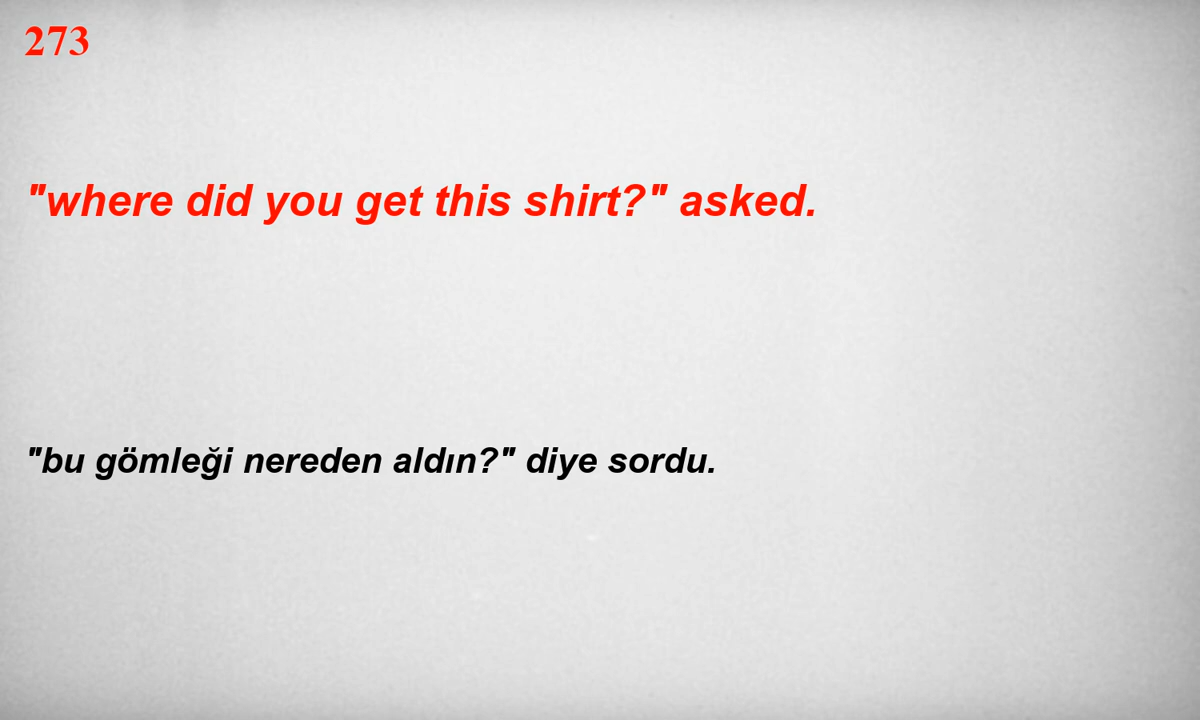 273
"where did you get this shirt?" asked.
"bu gömleği nereden aldın?" diye sordu.